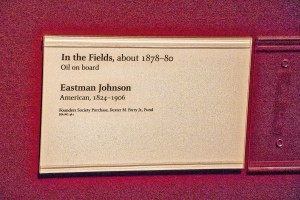 In the Fields, about 1878–80
Oil on board
Eastman Johnson
American, 1824–1906
Founders Society Purchase, Dexter M. Ferry Jr., Fund